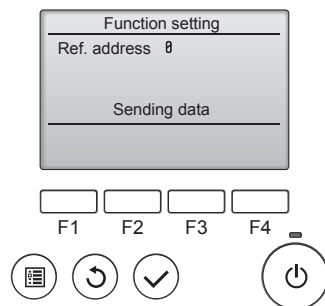 Function setting
Ref. address 0
Sending data
F1 F2 F3 F4